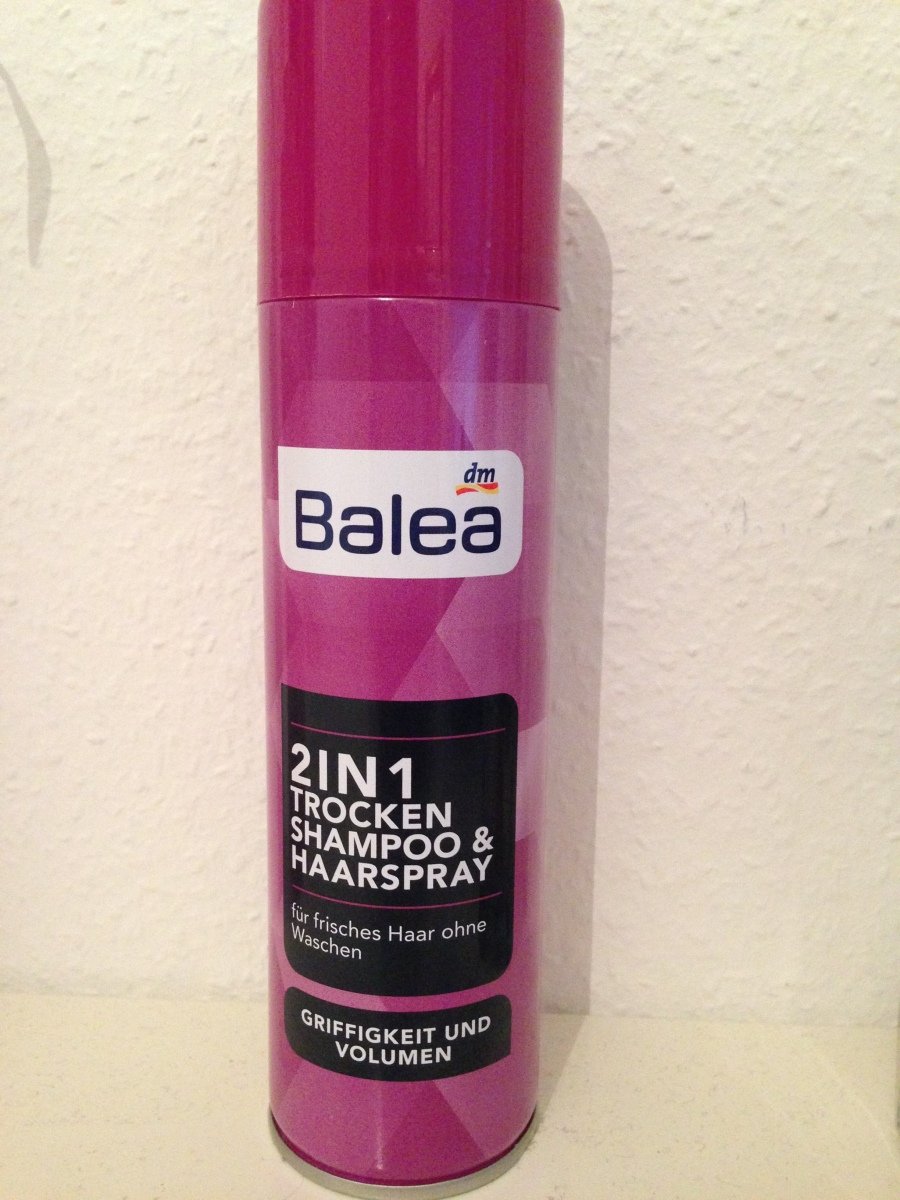 dm
Balea
2IN1
TROCKEN
SHAMPOO &
HAARSPRAY
für frisches Haar ohne
Waschen
GRIFFIGKEIT UND
VOLUMEN